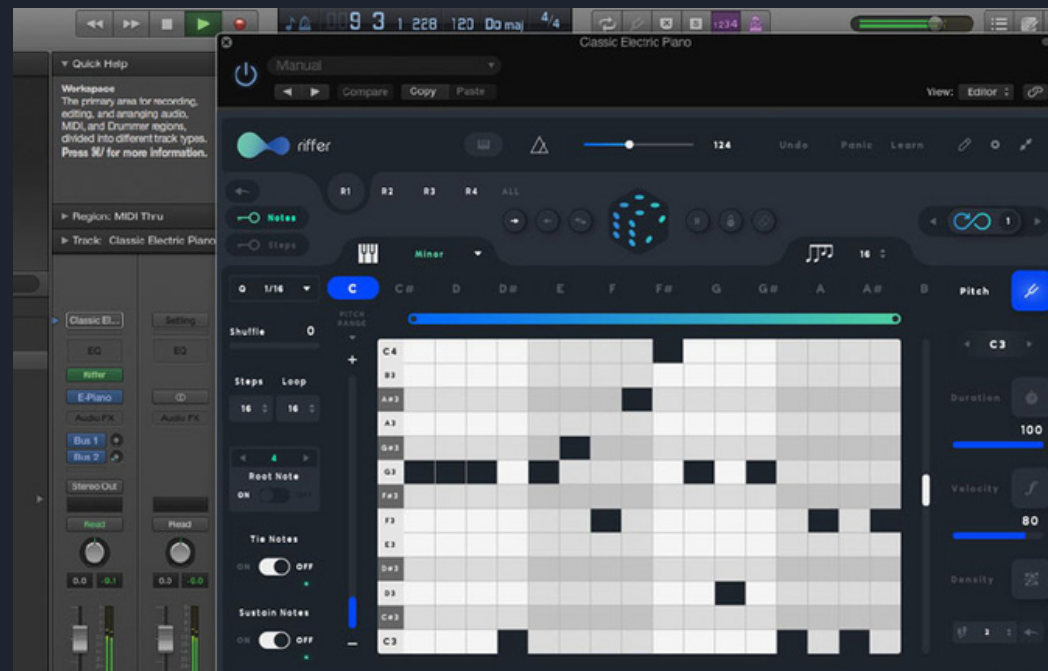 9 3 1 228 120 Do maj 4/4
1234
Classic Electric Piano
Quick Help
Workspace
The primary area for recording,
editing, and arranging audio,
MIDI, and Drummer regions,
divided into different track types.
Press ⌘/ for more information.
Region: MIDI Thru
Track: Classic Electric Piano
Manual
Compare Copy Paste
View: Editor
riffer
124 Undo Panic Learn
R1 R2 R3 R4 ALL
Notes
Steps
1
Minor
16
Q 1/16
C C# D D# E F F# G G# A A# B
Pitch
PITCH
RANGE
Shuffle 0
C3
Steps Loop
16 16
4
Root Note
ON OFF
Tie Notes
ON OFF
Sustain Notes
ON OFF
C4
B3
A#3
A3
G#3
G3
F#3
F3
E3
D#3
D3
C#3
C3
Duration
100
Velocity
80
Density
2
Classic El... Setting
EQ EQ
Riffer
E-Piano
Audio FX Audio FX
Bus 1
Bus 2
Stereo Out
Read Read
0.0 -9.1 0.0 -0.0